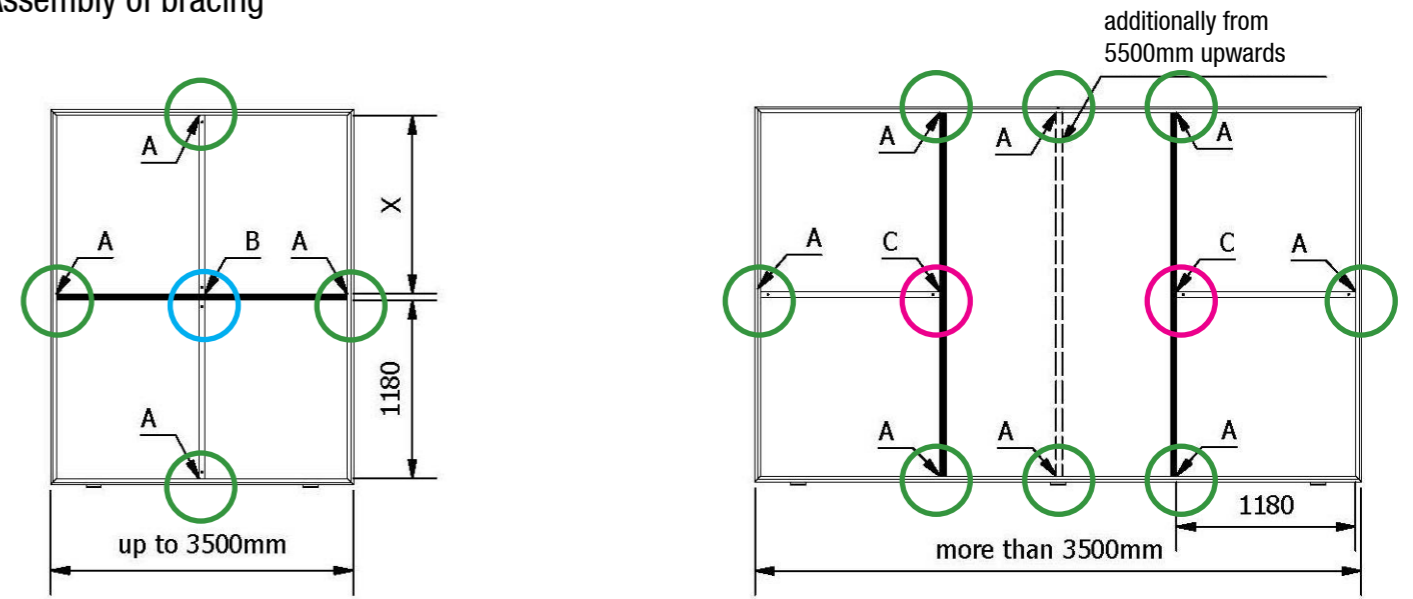 Assembly of bracing
additionally from
5500mm upwards
A
A
A
A
X
A
B
A
A
C
C
A
1180
A
A
A
A
1180
up to 3500mm
more than 3500mm